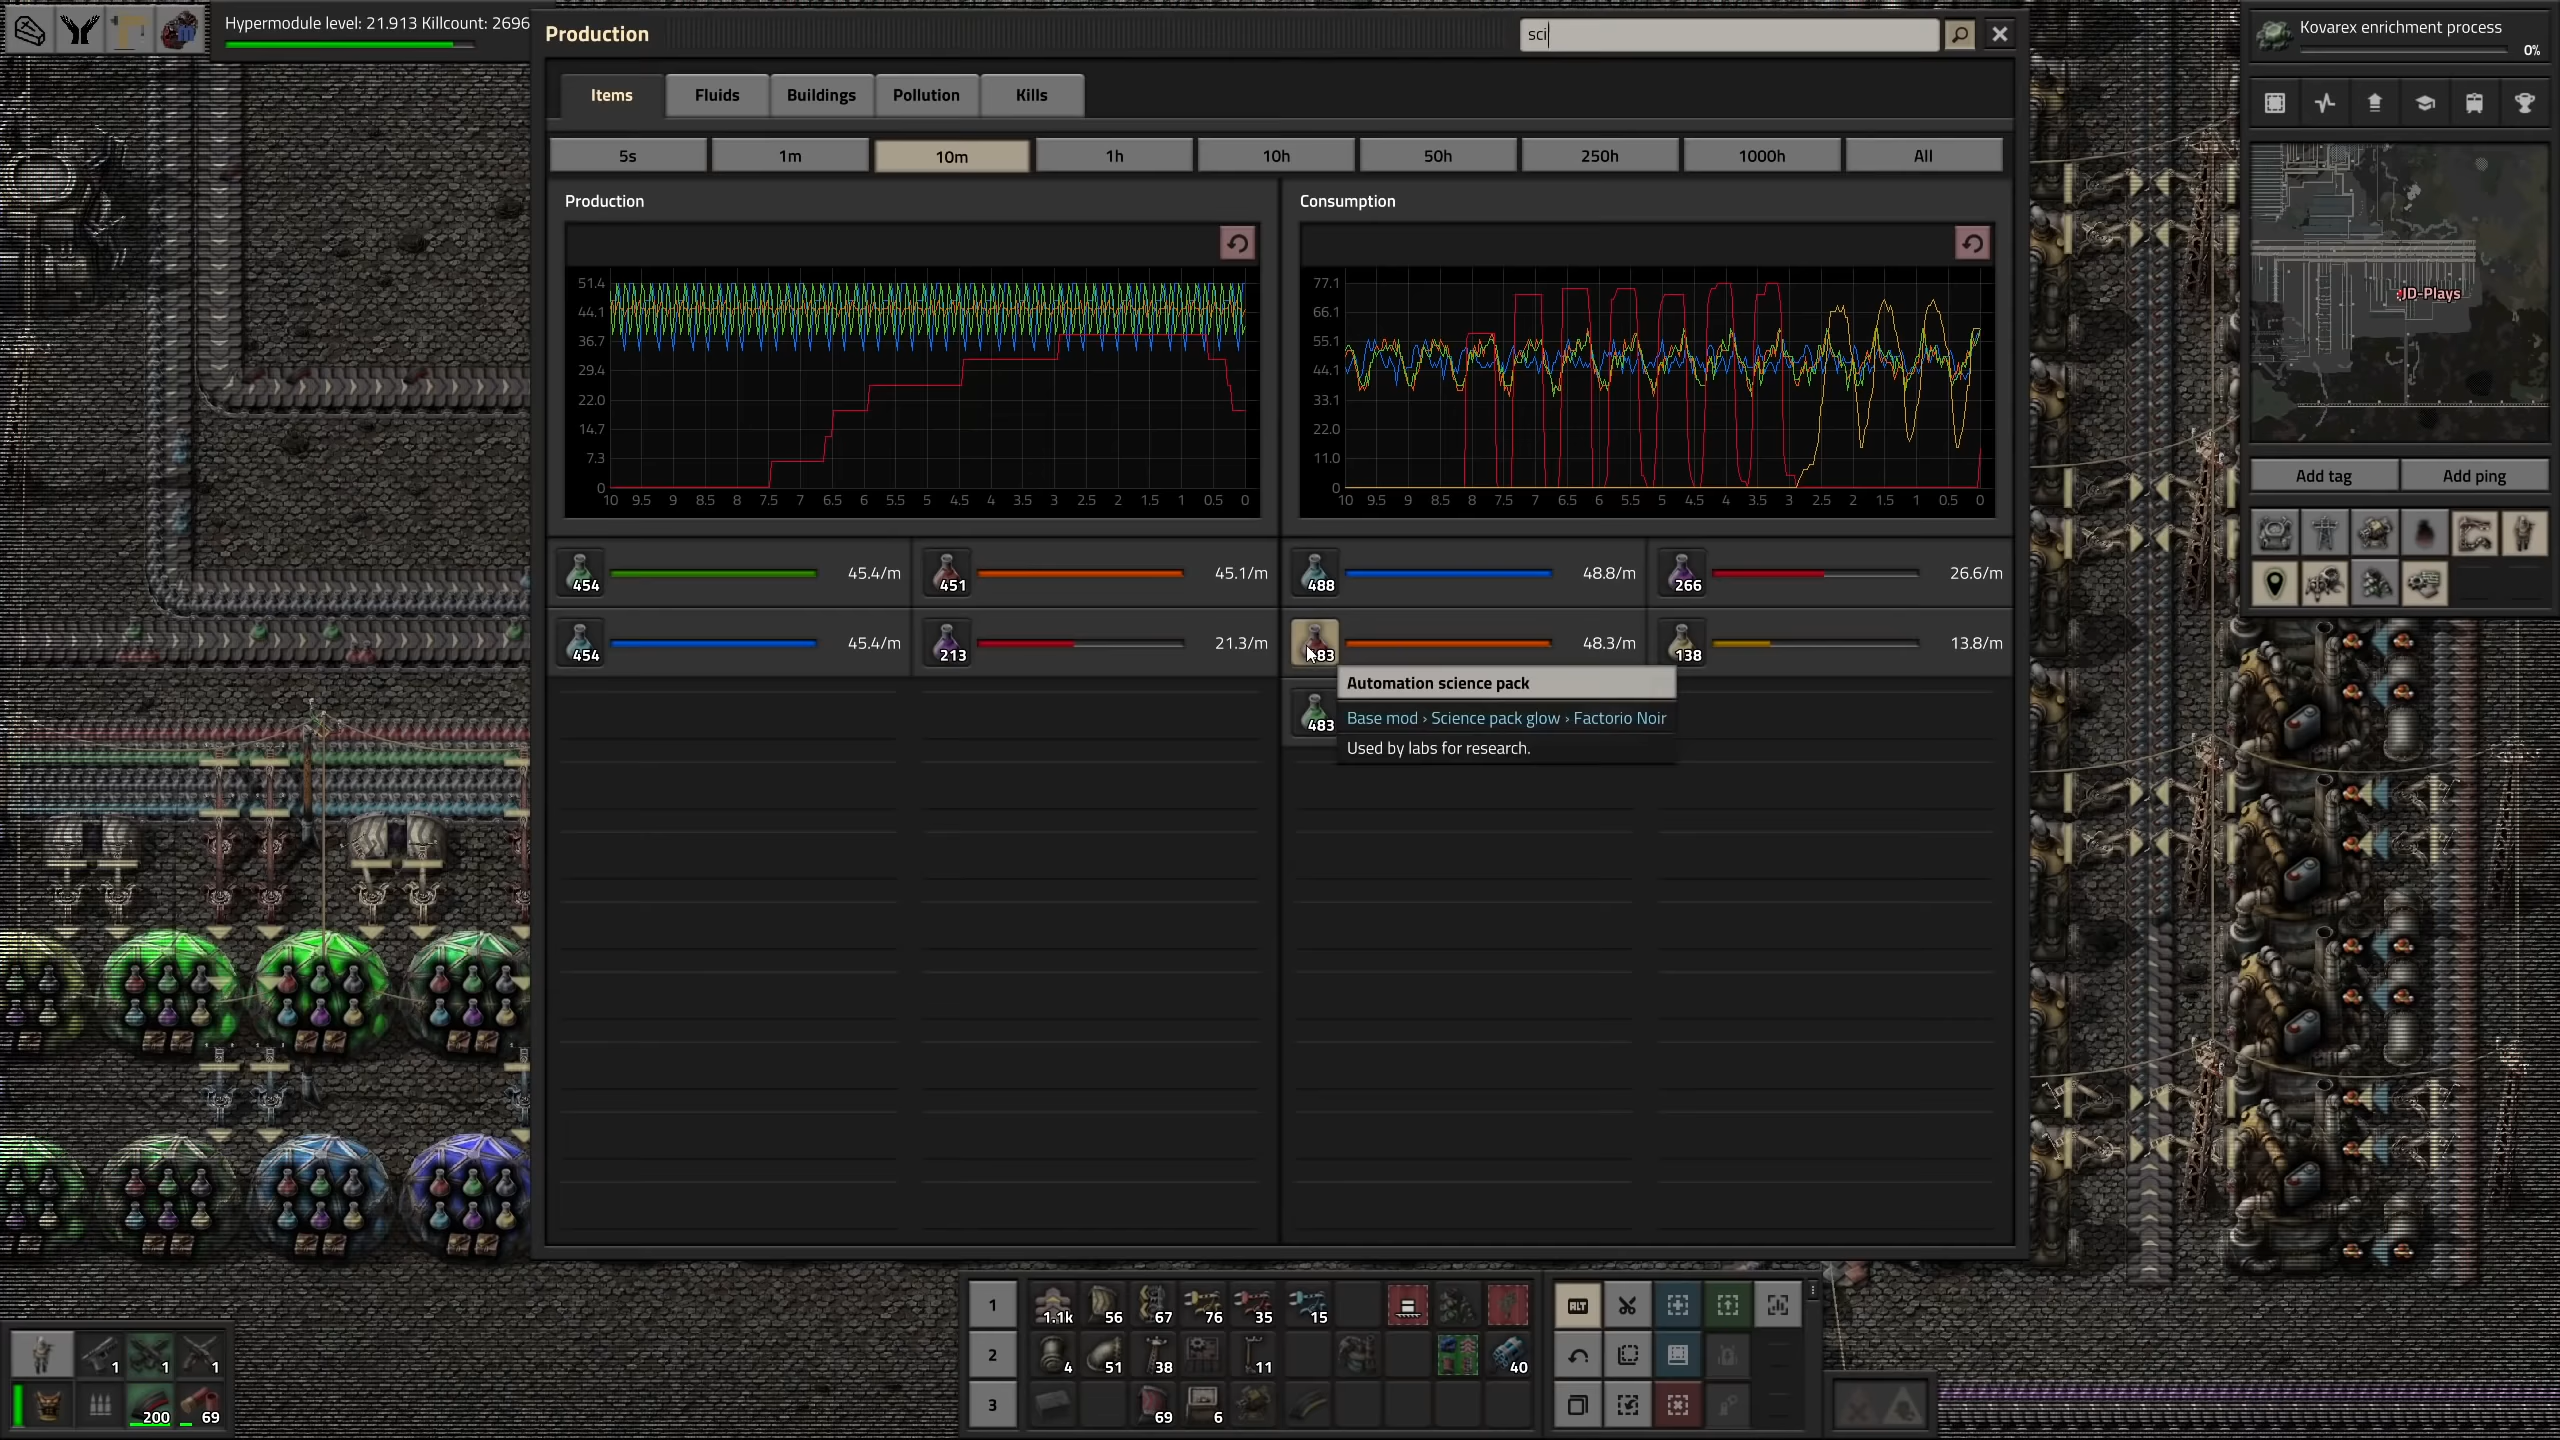 Hypermodule level: 21.913 Killcount: 2696
Production
sci
Kovarex enrichment process
0%
Items
Fluids
Buildings
Pollution
Kills
5s
1m
10m
1h
10h
50h
250h
1000h
All
Production
Consumption
51.4
44.1
36.7
29.4
22.0
14.7
7.3
0
10 9.5 9 8.5 8 7.5 7 6.5 6 5.5 5 4.5 4 3.5 3 2.5 2 1.5 1 0.5 0
77.1
66.1
55.1
44.1
33.1
22.0
11.0
0
10 9.5 9 8.5 8 7.5 7 6.5 6 5.5 5 4.5 4 3.5 3 2.5 2 1.5 1 0.5 0
JD-Plays
Add tag
Add ping
454 45.4/m
451 45.1/m
488 48.8/m
266 26.6/m
454 45.4/m
213 21.3/m
83 48.3/m
138 13.8/m
483
Automation science pack
Base mod › Science pack glow › Factorio Noir
Used by labs for research.
1
1.1k 56 67 76 35 15
ALT
2
4 51 38 11 40
3
69 6
1 1 1
200 69